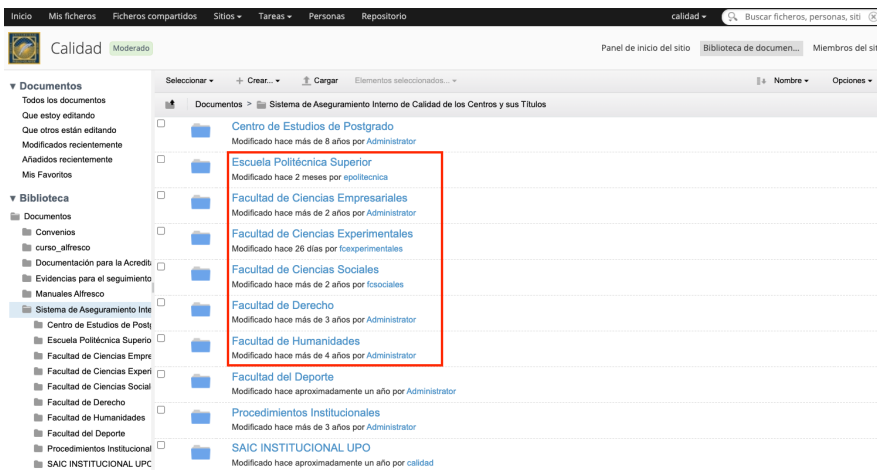 Inicio Mis ficheros Ficheros compartidos Sitios Tareas Personas Repositorio calidad Buscar ficheros, personas, siti
Calidad Moderado Panel de inicio del sitio Biblioteca de documen... Miembros del sit
Documentos
Todos los documentos
Que estoy editando
Que otros están editando
Modificados recientemente
Añadidos recientemente
Mis Favoritos
Biblioteca
Documentos
Convenios
curso_alfresco
Documentación para la Acredita
Evidencias para el seguimiento
Manuales Alfresco
Sistema de Aseguramiento Inte
Centro de Estudios de Postg
Escuela Politécnica Superio
Facultad de Ciencias Empre
Facultad de Ciencias Experi
Facultad de Ciencias Social
Facultad de Derecho
Facultad de Humanidades
Facultad del Deporte
Procedimientos Institucional
SAIC INSTITUCIONAL UPO
Seleccionar + Crear... Cargar Elementos seleccionados... Nombre Opciones
Documentos > Sistema de Aseguramiento Interno de Calidad de los Centros y sus Títulos
Centro de Estudios de Postgrado
Modificado hace más de 8 años por Administrator
Escuela Politécnica Superior
Modificado hace 2 meses por epolitecnica
Facultad de Ciencias Empresariales
Modificado hace más de 2 años por Administrator
Facultad de Ciencias Experimentales
Modificado hace 26 días por fcexperimentales
Facultad de Ciencias Sociales
Modificado hace más de 2 años por fcsociales
Facultad de Derecho
Modificado hace más de 3 años por Administrator
Facultad de Humanidades
Modificado hace más de 4 años por Administrator
Facultad del Deporte
Modificado hace aproximadamente un año por Administrator
Procedimientos Institucionales
Modificado hace más de 3 años por Administrator
SAIC INSTITUCIONAL UPO
Modificado hace aproximadamente un año por calidad